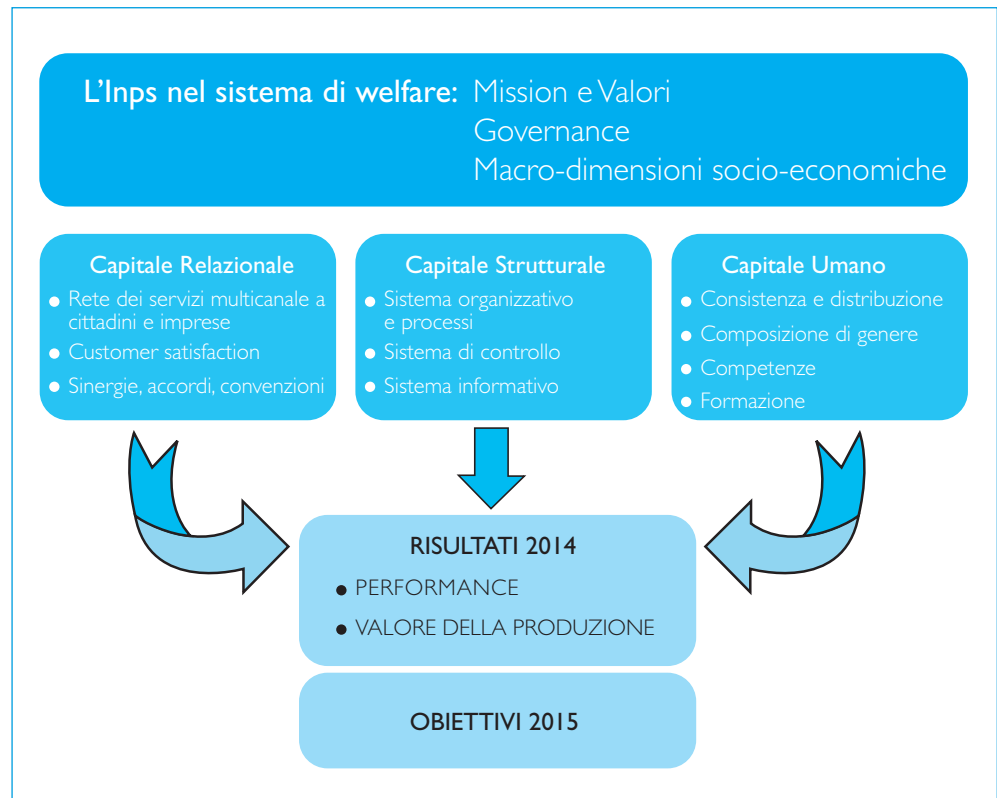 L'Inps nel sistema di welfare: Mission e Valori
Governance
Macro-dimensioni socio-economiche
Capitale Relazionale
● Rete dei servizi multicanale a
cittadini e imprese
● Customer satisfaction
● Sinergie, accordi, convenzioni
Capitale Strutturale
● Sistema organizzativo
e processi
● Sistema di controllo
● Sistema informativo
Capitale Umano
● Consistenza e distribuzione
● Composizione di genere
● Competenze
● Formazione
RISULTATI 2014
● PERFORMANCE
● VALORE DELLA PRODUZIONE
OBIETTIVI 2015